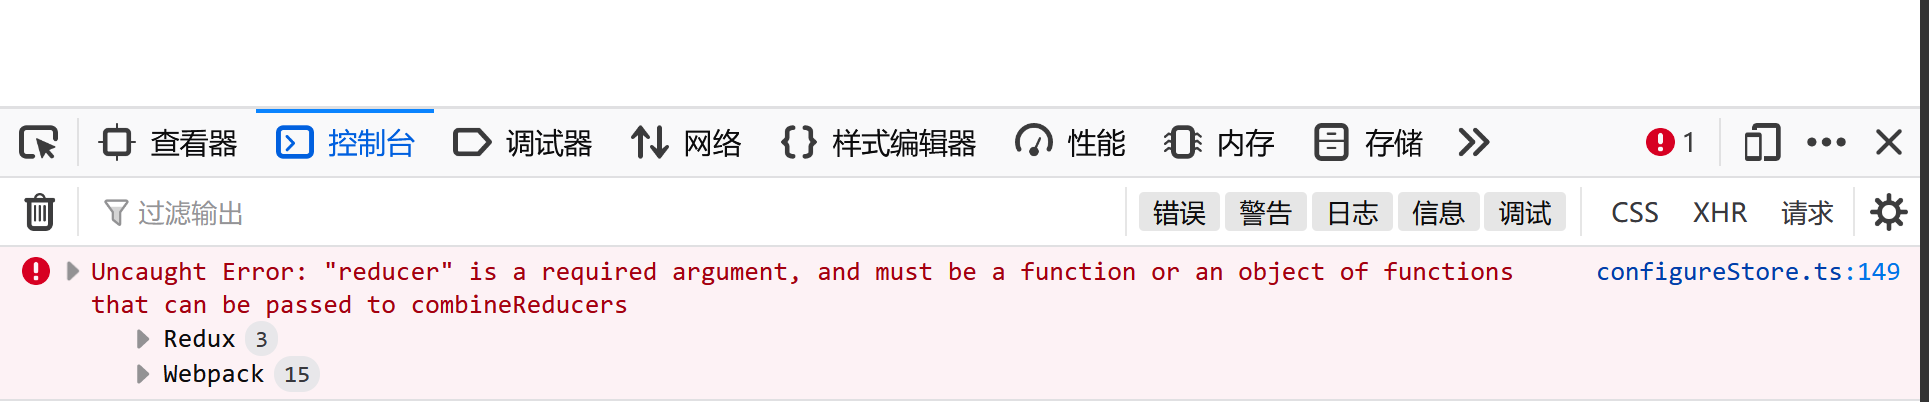 查看器 控制台 调试器 网络 样式编辑器 性能 内存 存储 1
过滤输出 错误 警告 日志 信息 调试 CSS XHR 请求
Uncaught Error: "reducer" is a required argument, and must be a function or an object of functions configureStore.ts:149
that can be passed to combineReducers
Redux 3
Webpack 15